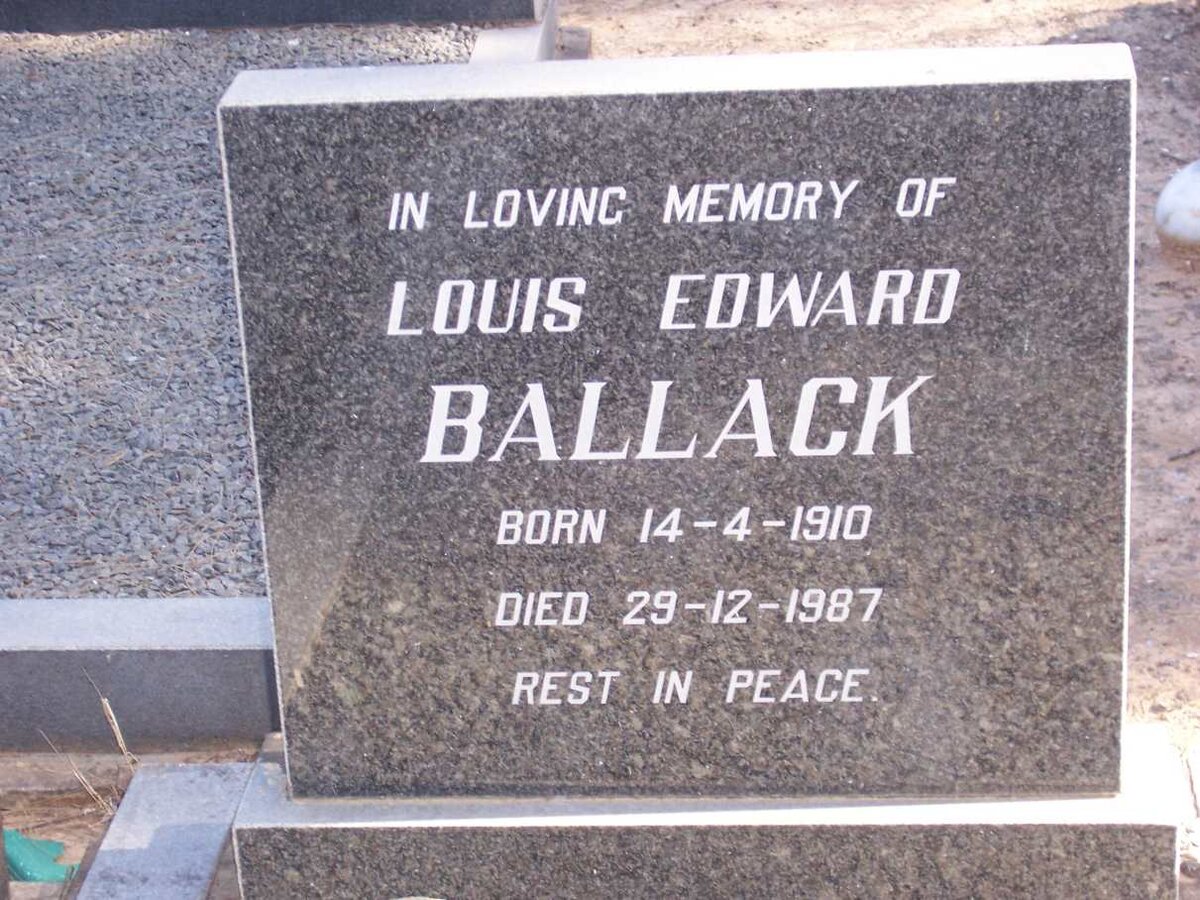 IN LOVING MEMORY OF
LOUIS EDWARD
BALLACK
BORN 14-4-1910
DIED 29-12-1987
REST IN PEACE.